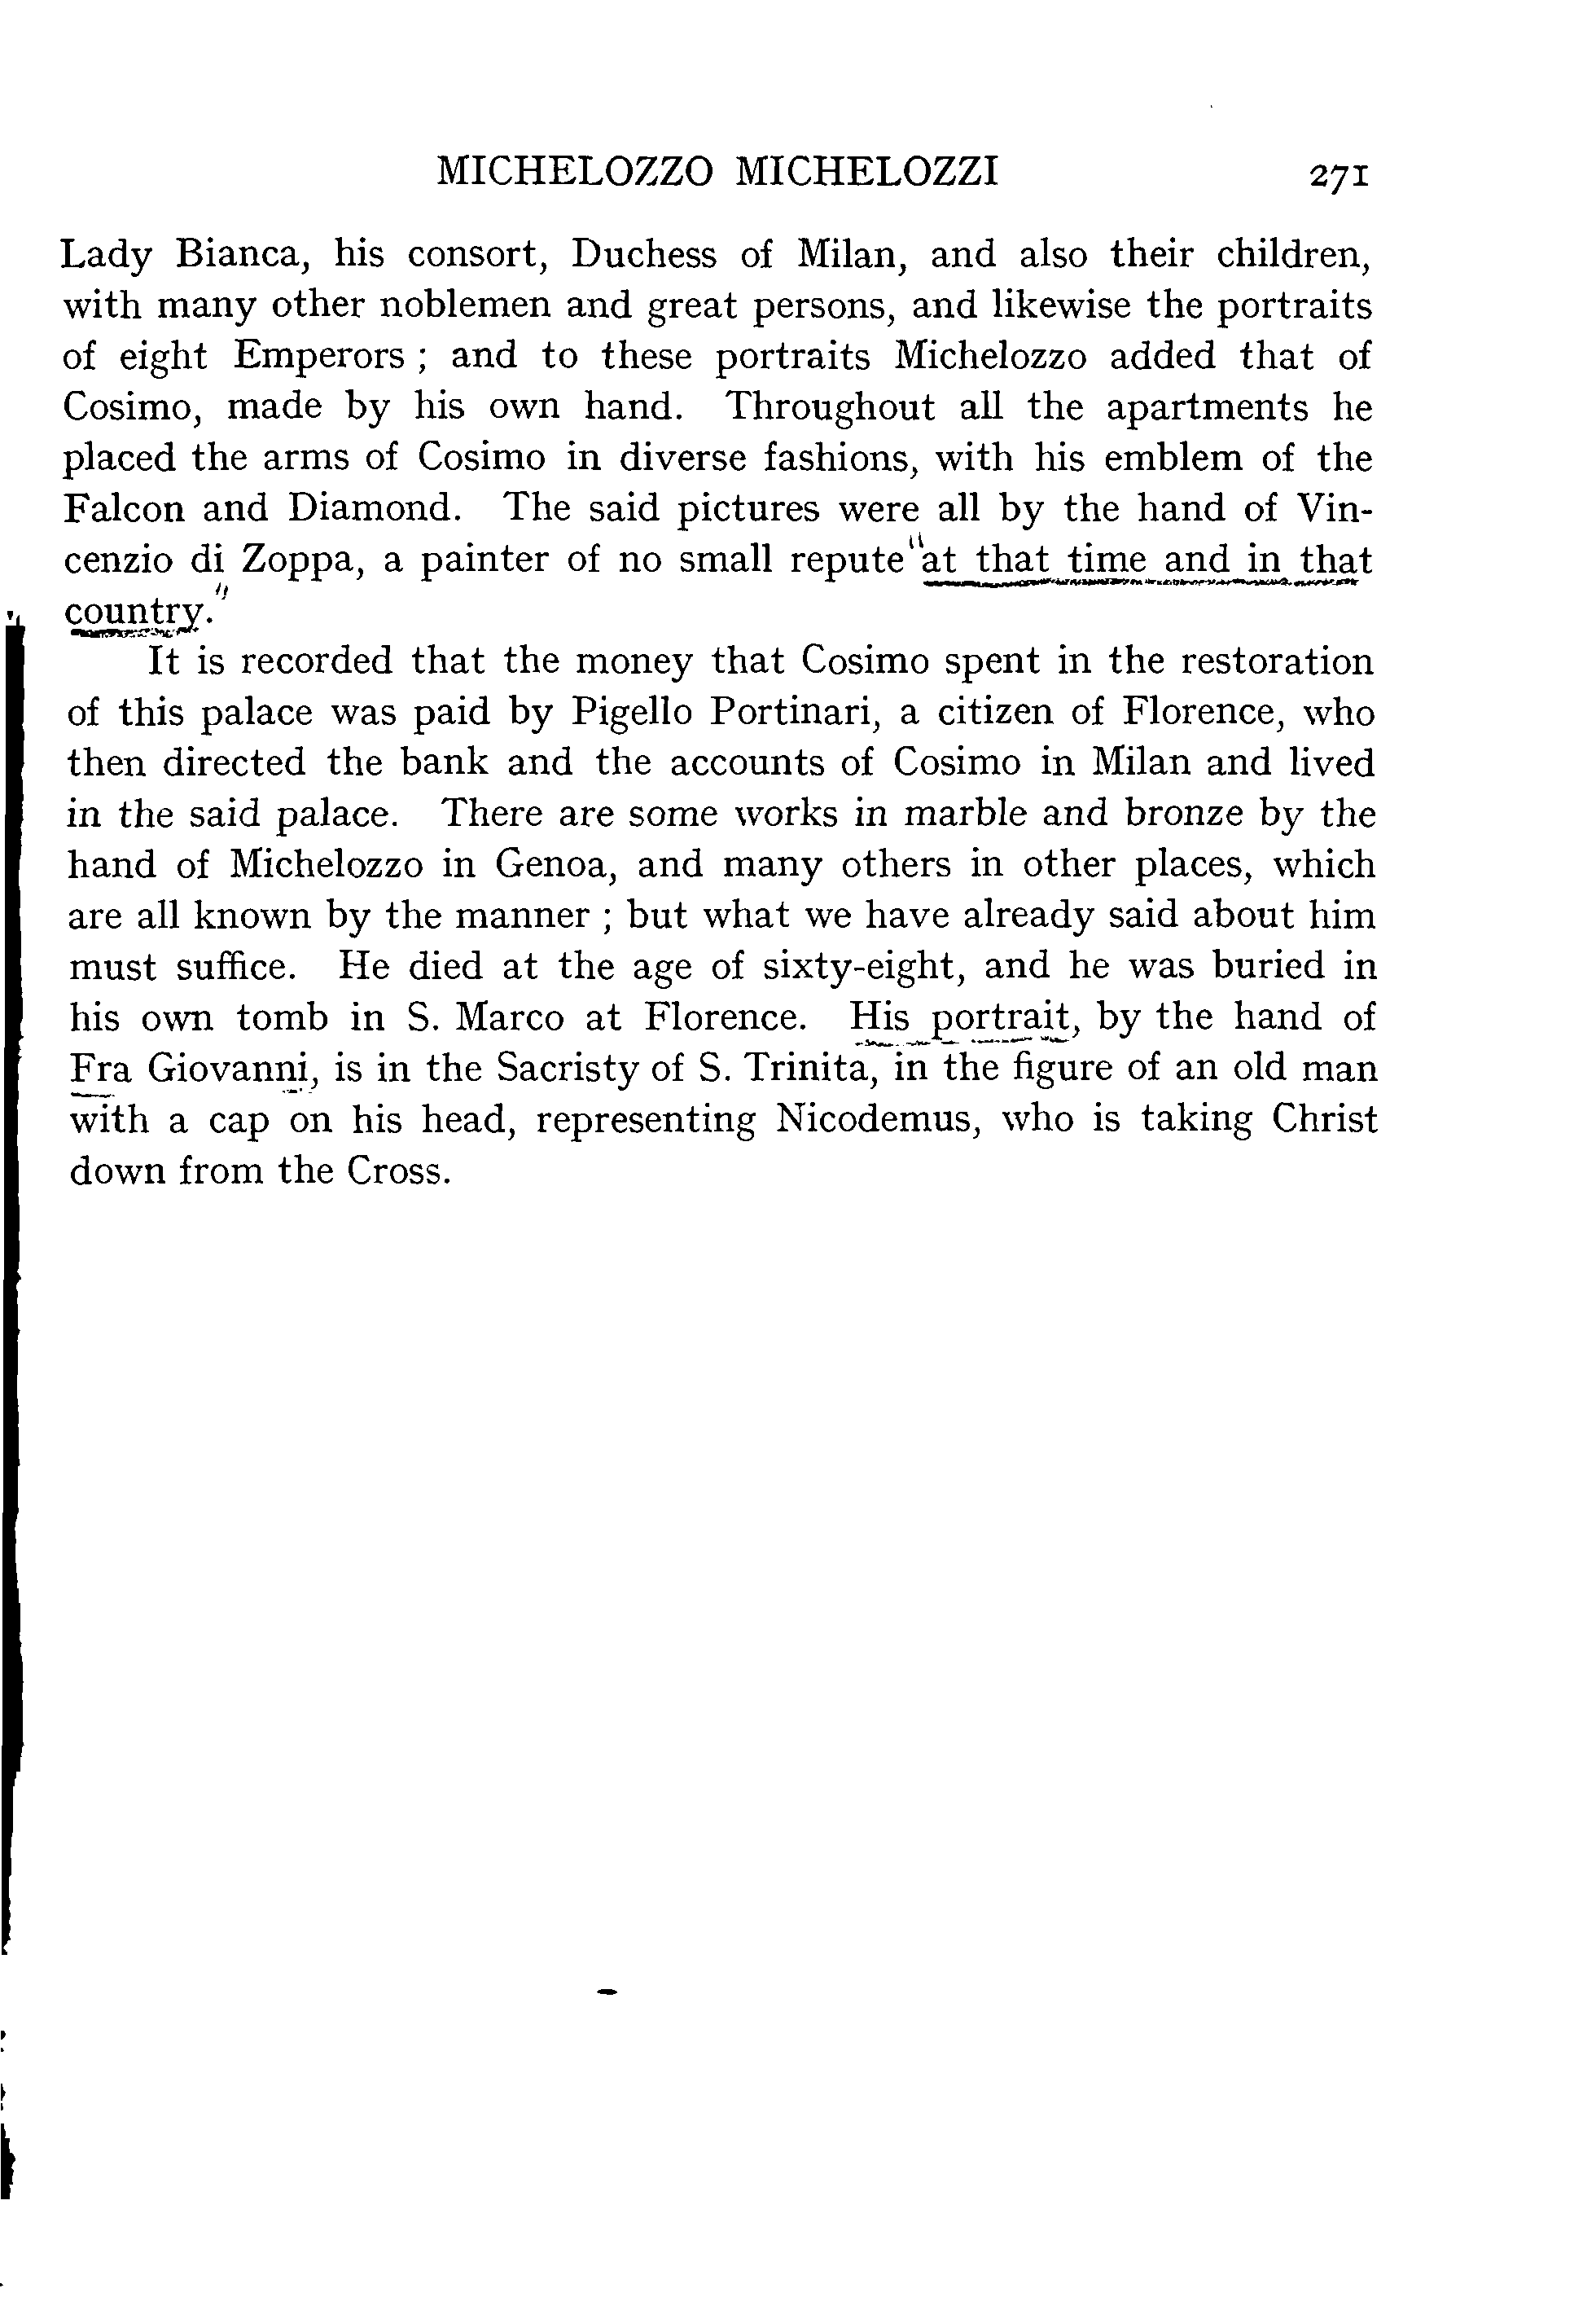 MICHELOZZO MICHELOZZI 271
Lady Bianca, his consort, Duchess of Milan, and also their children,
with many other noblemen and great persons, and likewise the portraits
of eight Emperors ; and to these portraits Michelozzo added that of
Cosimo, made by his own hand. Throughout all the apartments he
placed the arms of Cosimo in diverse fashions, with his emblem of the
Falcon and Diamond. The said pictures were all by the hand of Vin-
cenzio di Zoppa, a painter of no small repute "at that time and in that
country."
It is recorded that the money that Cosimo spent in the restoration
of this palace was paid by Pigello Portinari, a citizen of Florence, who
then directed the bank and the accounts of Cosimo in Milan and lived
in the said palace. There are some works in marble and bronze by the
hand of Michelozzo in Genoa, and many others in other places, which
are all known by the manner ; but what we have already said about him
must suffice. He died at the age of sixty-eight, and he was buried in
his own tomb in S. Marco at Florence. His portrait, by the hand of
Fra Giovanni, is in the Sacristy of S. Trinita, in the figure of an old man
with a cap on his head, representing Nicodemus, who is taking Christ
down from the Cross.